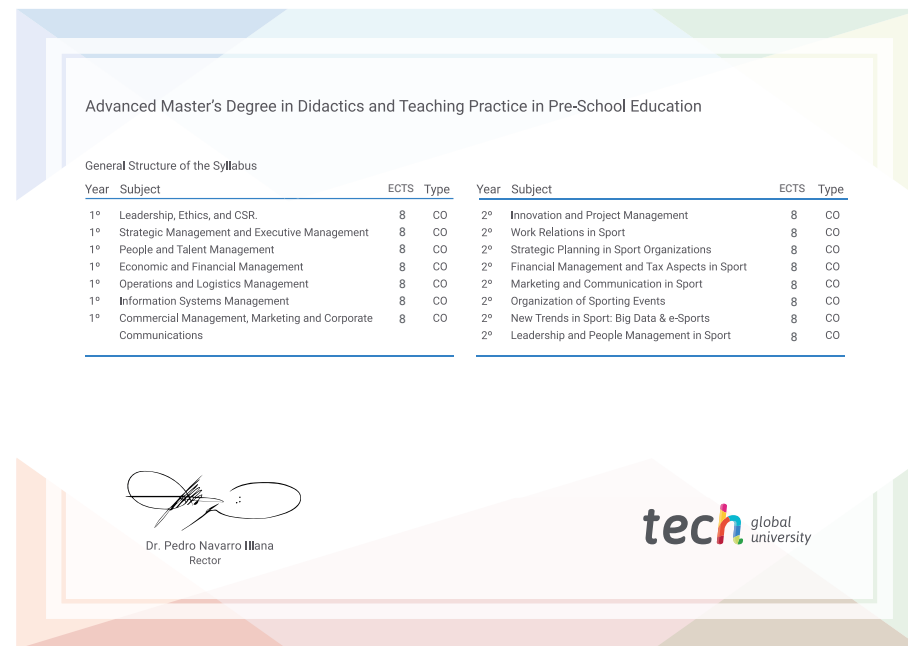 Advanced Master's Degree in Didactics and Teaching Practice in Pre-School Education
General Structure of the Syllabus
Year Subject ECTS Type
1º Leadership, Ethics, and CSR. 8 CO
1º Strategic Management and Executive Management 8 CO
1º People and Talent Management 8 CO
1º Economic and Financial Management 8 CO
1º Operations and Logistics Management 8 CO
1º Information Systems Management 8 CO
1º Commercial Management, Marketing and Corporate 8 CO
Communications
Year Subject ECTS Type
2º Innovation and Project Management 8 CO
2º Work Relations in Sport 8 CO
2º Strategic Planning in Sport Organizations 8 CO
2º Financial Management and Tax Aspects in Sport 8 CO
2º Marketing and Communication in Sport 8 CO
2º Organization of Sporting Events 8 CO
2º New Trends in Sport: Big Data & e-Sports 8 CO
2º Leadership and People Management in Sport 8 CO
Dr. Pedro Navarro Illana
Rector
tech global
university